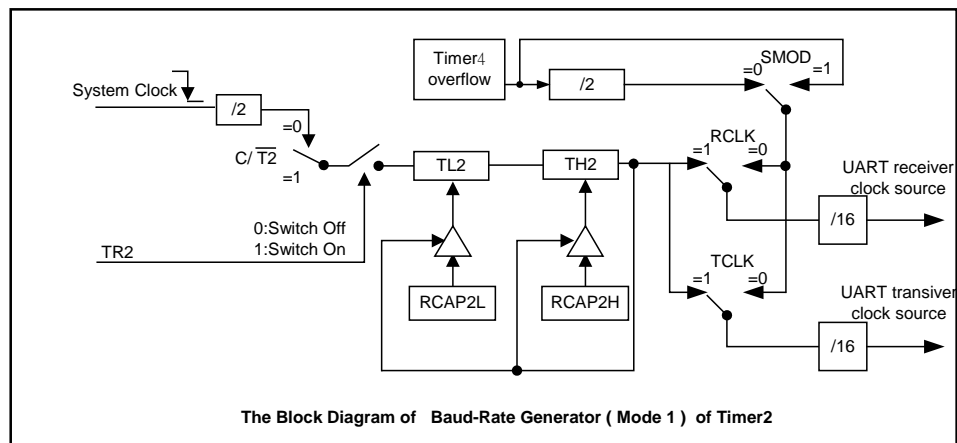 Timer4
overflow
/2
SMOD
=0
=1
System Clock
/2
=0
C/ T2
=1
TL2
TH2
RCLK
=1
=0
UART receiver
clock source
/16
0:Switch Off
1:Switch On
TR2
RCAP2L
RCAP2H
TCLK
=1
=0
UART transiver
clock source
/16
The Block Diagram of Baud-Rate Generator ( Mode 1 ) of Timer2